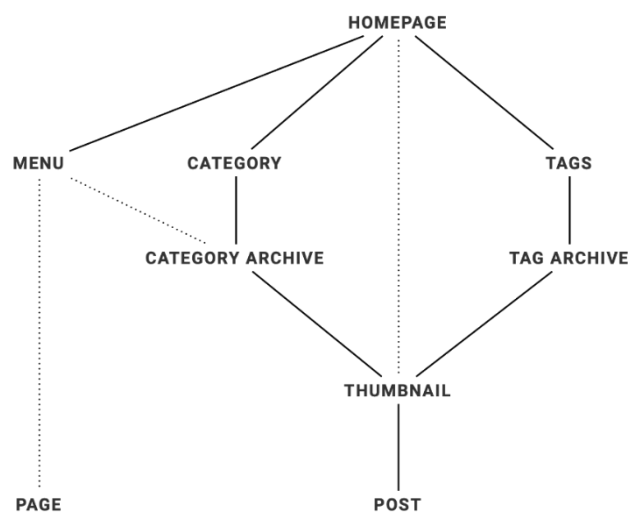 HOMEPAGE
MENU
CATEGORY
TAGS
CATEGORY ARCHIVE
TAG ARCHIVE
THUMBNAIL
PAGE
POST